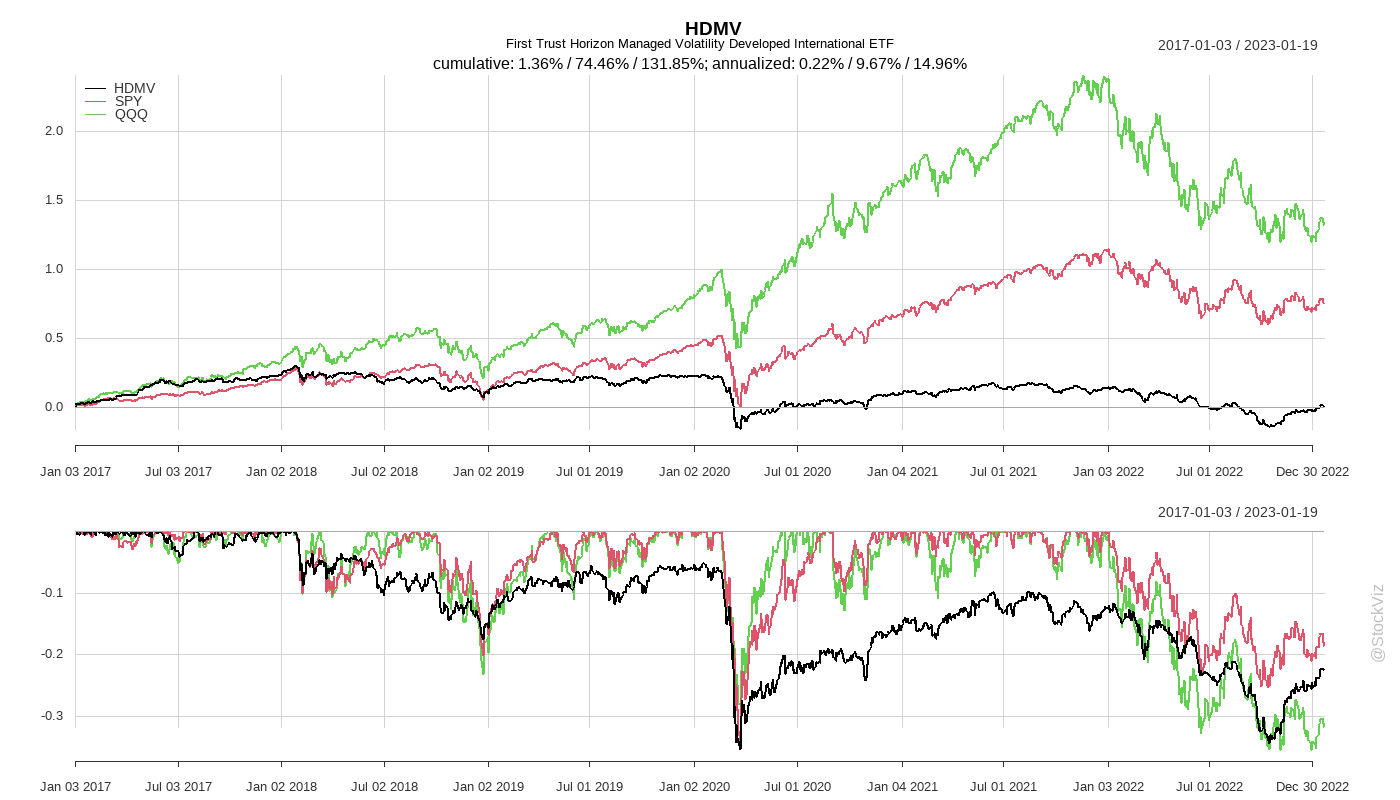 HDMV
First Trust Horizon Managed Volatility Developed International ETF
2017-01-03 / 2023-01-19
cumulative: 1.36% / 74.46% / 131.85%; annualized: 0.22% / 9.67% / 14.96%
HDMV
SPY
QQQ
2.0
1.5
1.0
0.5
0.0
Jan 03 2017 Jul 03 2017 Jan 02 2018 Jul 02 2018 Jan 02 2019 Jul 01 2019 Jan 02 2020 Jul 01 2020 Jan 04 2021 Jul 01 2021 Jan 03 2022 Jul 01 2022 Dec 30 2022
2017-01-03 / 2023-01-19
-0.1
-0.2
-0.3
Jan 03 2017 Jul 03 2017 Jan 02 2018 Jul 02 2018 Jan 02 2019 Jul 01 2019 Jan 02 2020 Jul 01 2020 Jan 04 2021 Jul 01 2021 Jan 03 2022 Jul 01 2022 Dec 30 2022
@StockViz